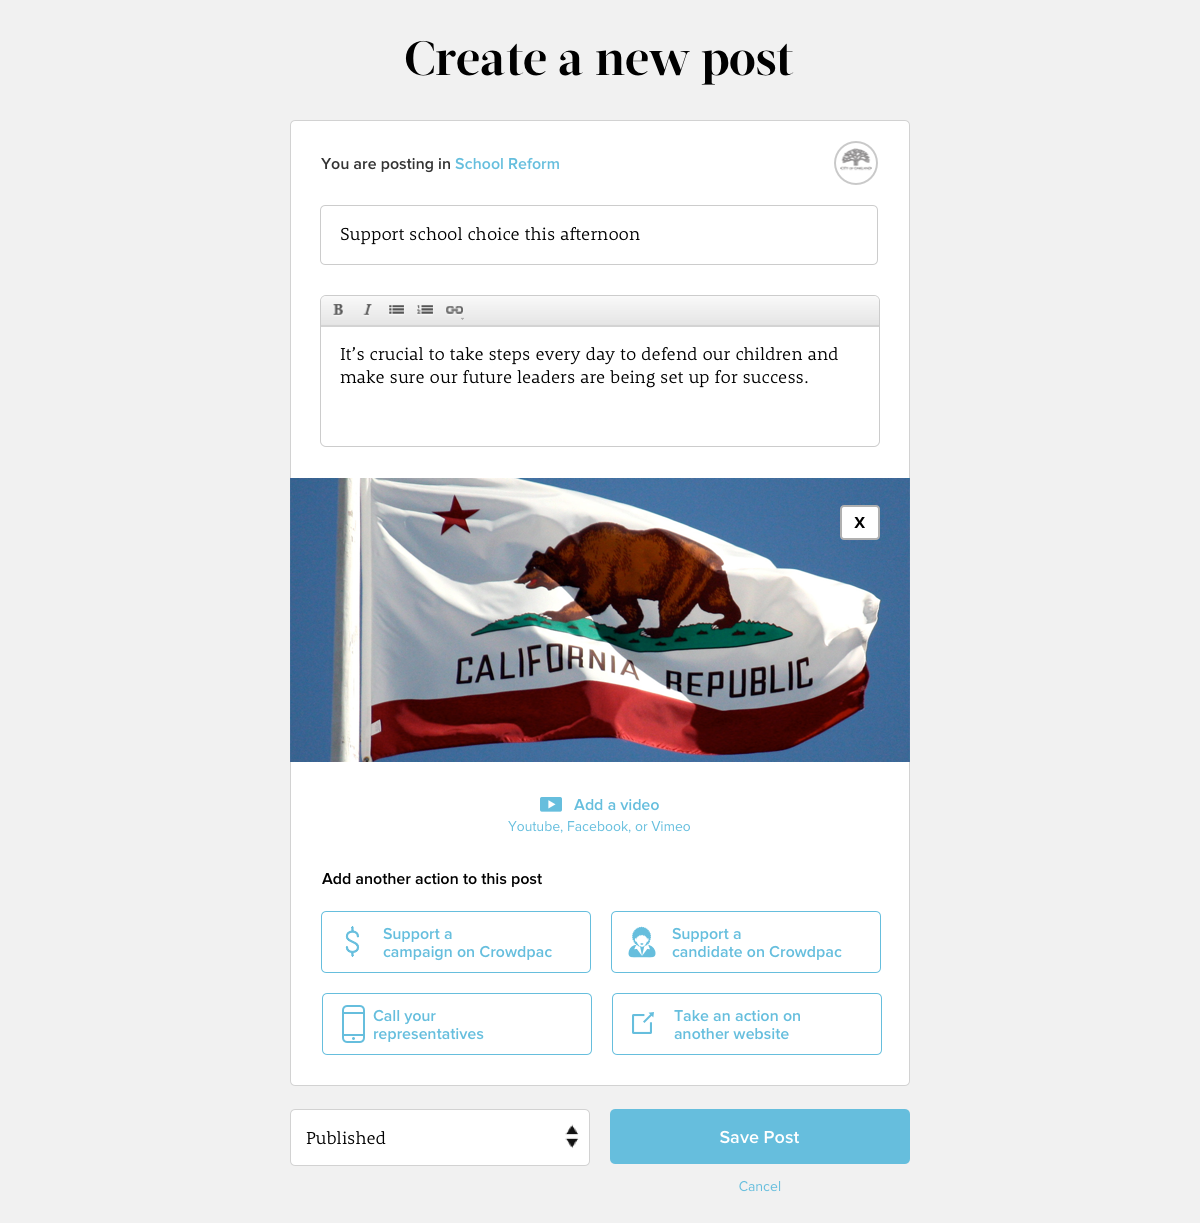 Create a new post
You are posting in School Reform
Support school choice this afternoon
B I
It’s crucial to take steps every day to defend our children and
make sure our future leaders are being set up for success.
X
CALIFORNIA REPUBLIC
Add a video
Youtube, Facebook, or Vimeo
Add another action to this post
Support a
campaign on Crowdpac
Support a
candidate on Crowdpac
Call your
representatives
Take an action on
another website
Published
Save Post
Cancel